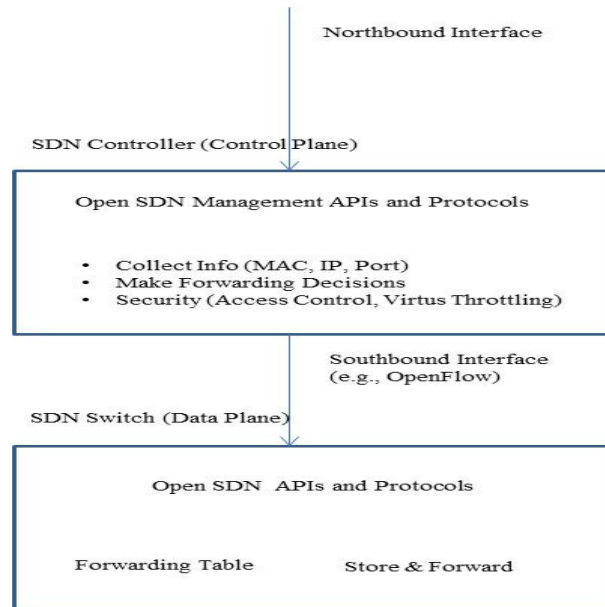 Northbound Interface
SDN Controller (Control Plane)
Open SDN Management APIs and Protocols
• Collect Info (MAC, IP, Port)
• Make Forwarding Decisions
• Security (Access Control, Virtus Throttling)
Southbound Interface
(e.g., OpenFlow)
SDN Switch (Data Plane)
Open SDN APIs and Protocols
Forwarding Table Store & Forward